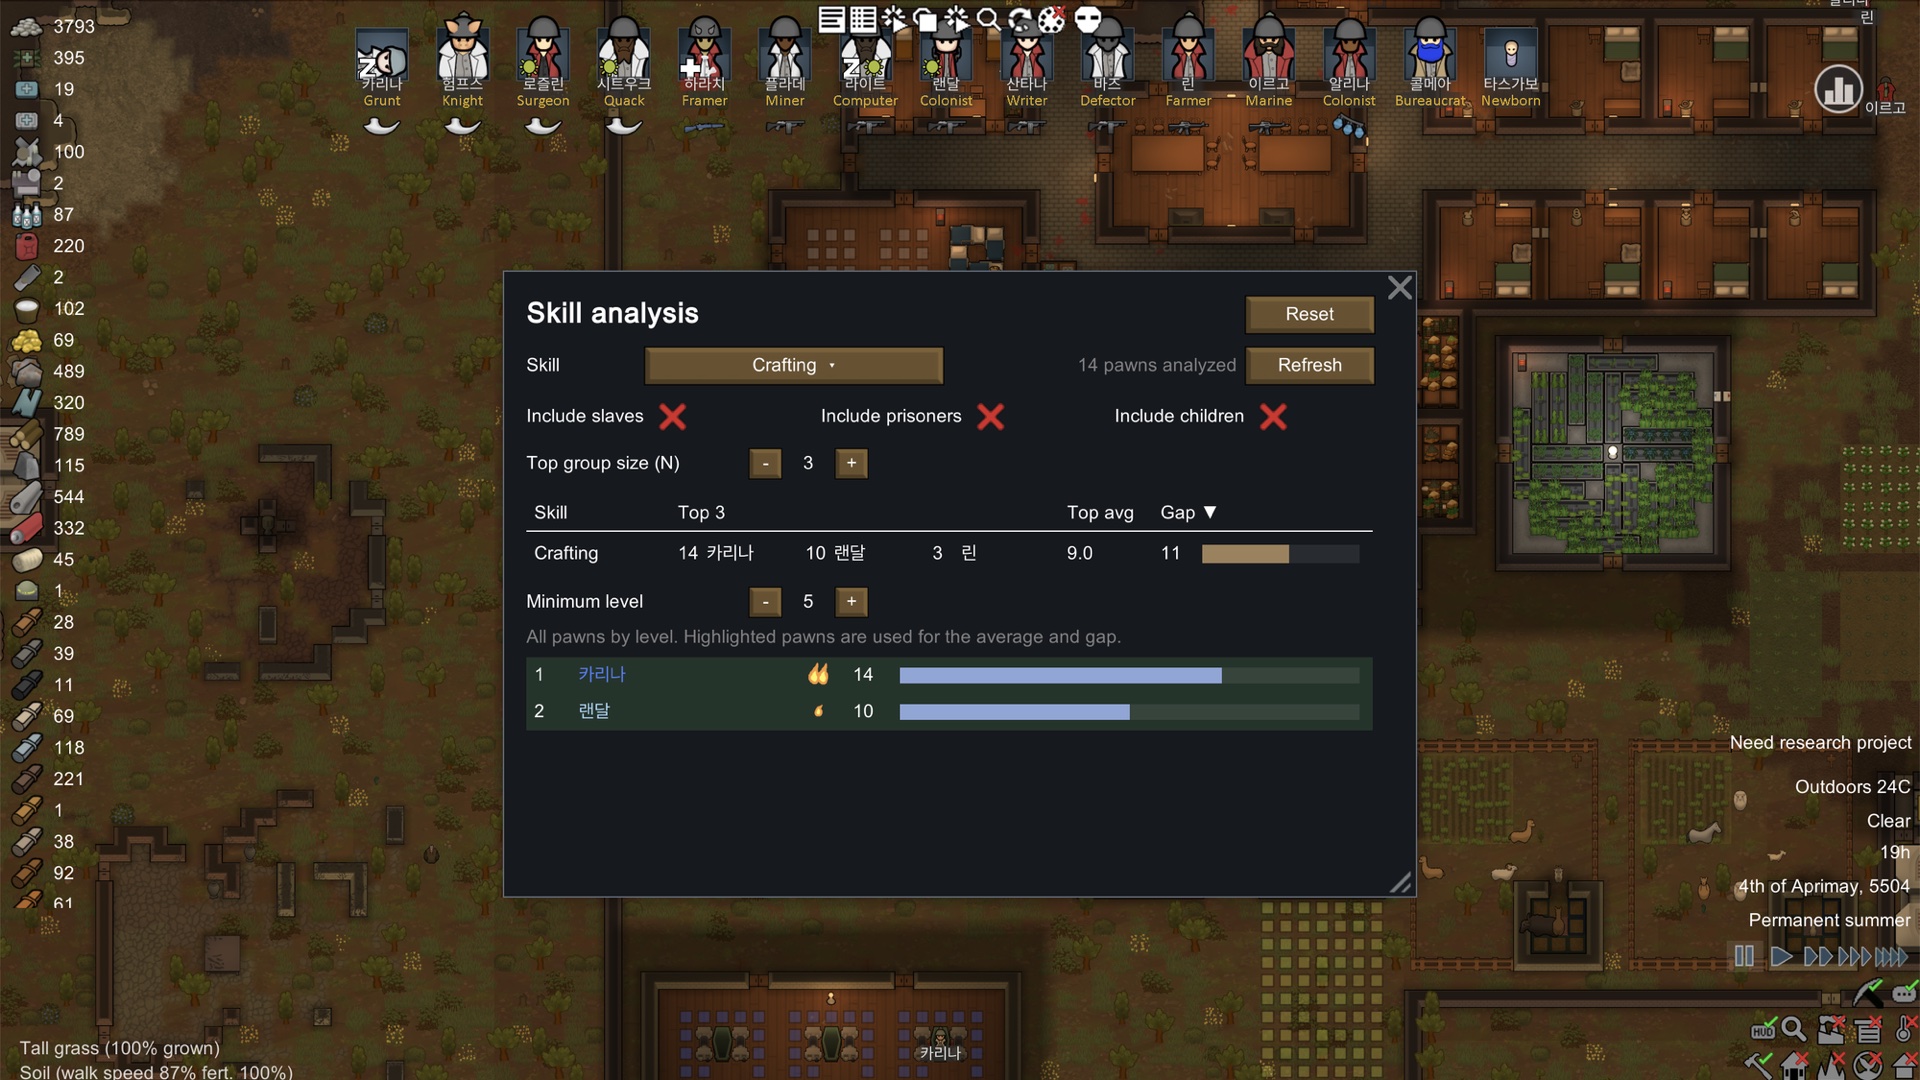 3793
395
19
4
100
2
87
220
2
102
69
489
320
789
115
544
332
45
1
28
39
11
69
118
221
1
38
92
61
카리나 험프스 로즐린 시트우크 하라치 플라데 라이트 랜달 산타나 바즈 린 이르고 알리나 콜메아 타스가보
Grunt Knight Surgeon Quack Framer Miner Computer Colonist Writer Defector Farmer Marine Colonist Bureaucrat Newborn
린
이르고
Skill analysis
Reset
Skill Crafting 14 pawns analyzed Refresh
Include slaves Include prisoners Include children
Top group size (N) - 3 +
Skill Top 3 Top avg Gap ▼
Crafting 14 카리나 10 랜달 3 린 9.0 11
Minimum level - 5 +
All pawns by level. Highlighted pawns are used for the average and gap.
1 카리나 14
2 랜달 10
Need research project
Outdoors 24C
Clear
19h
4th of Aprimay, 5504
Permanent summer
HUD
카리나
Tall grass (100% grown)
Soil (walk speed 87% fert. 100%)